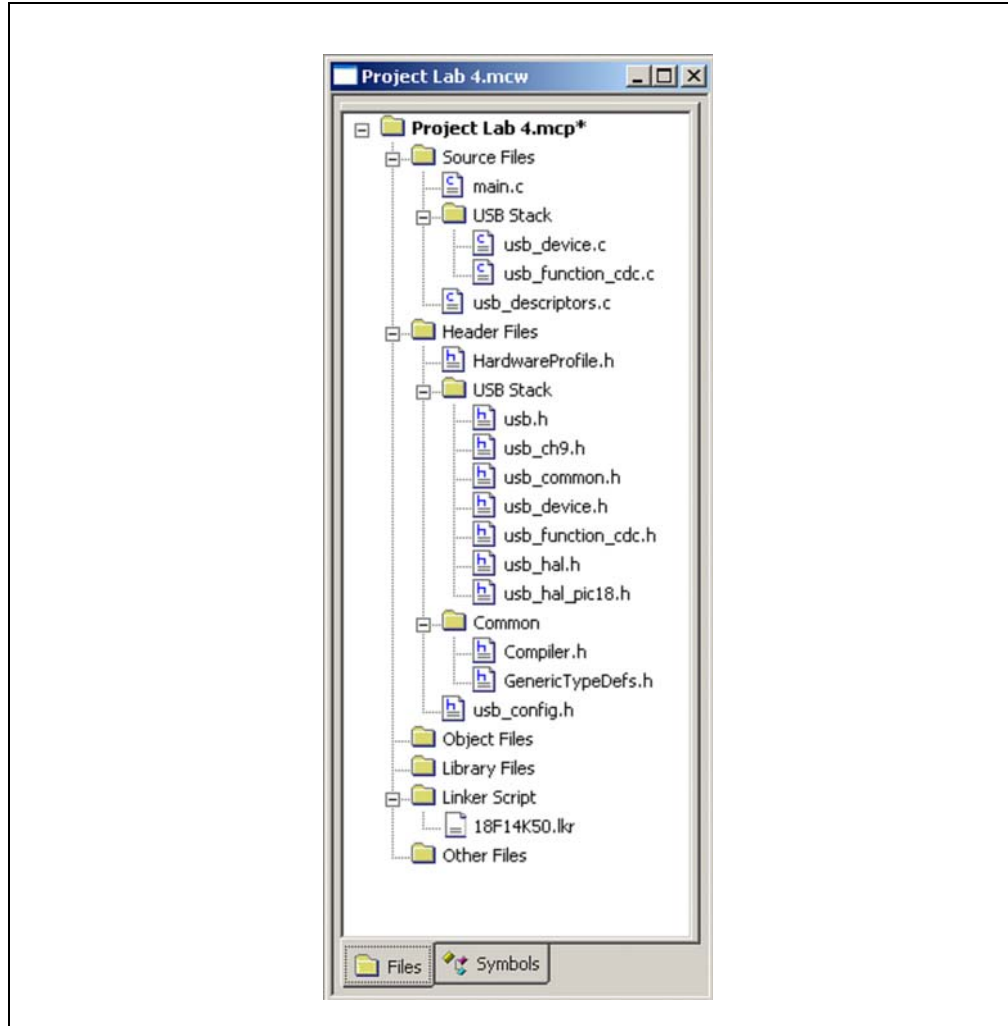 Project Lab 4.mcw
Project Lab 4.mcp*
Source Files
main.c
USB Stack
usb_device.c
usb_function_cdc.c
usb_descriptors.c
Header Files
HardwareProfile.h
USB Stack
usb.h
usb_ch9.h
usb_common.h
usb_device.h
usb_function_cdc.h
usb_hal.h
usb_hal_pic18.h
Common
Compiler.h
GenericTypeDefs.h
usb_config.h
Object Files
Library Files
Linker Script
18F14K50.lkr
Other Files
Files Symbols